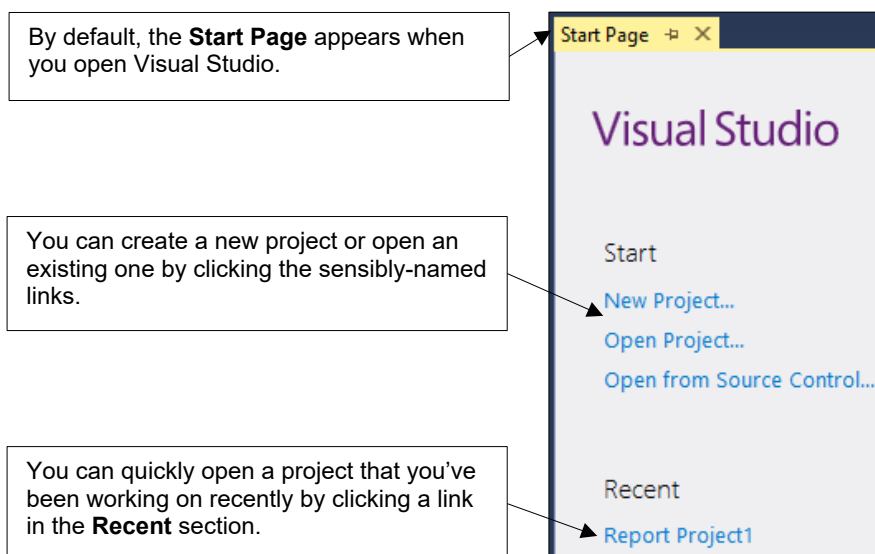 By default, the Start Page appears when
you open Visual Studio.
Start Page
Visual Studio
You can create a new project or open an
existing one by clicking the sensibly-named
links.
Start
New Project...
Open Project...
Open from Source Control...
You can quickly open a project that you’ve
been working on recently by clicking a link
in the Recent section.
Recent
Report Project1